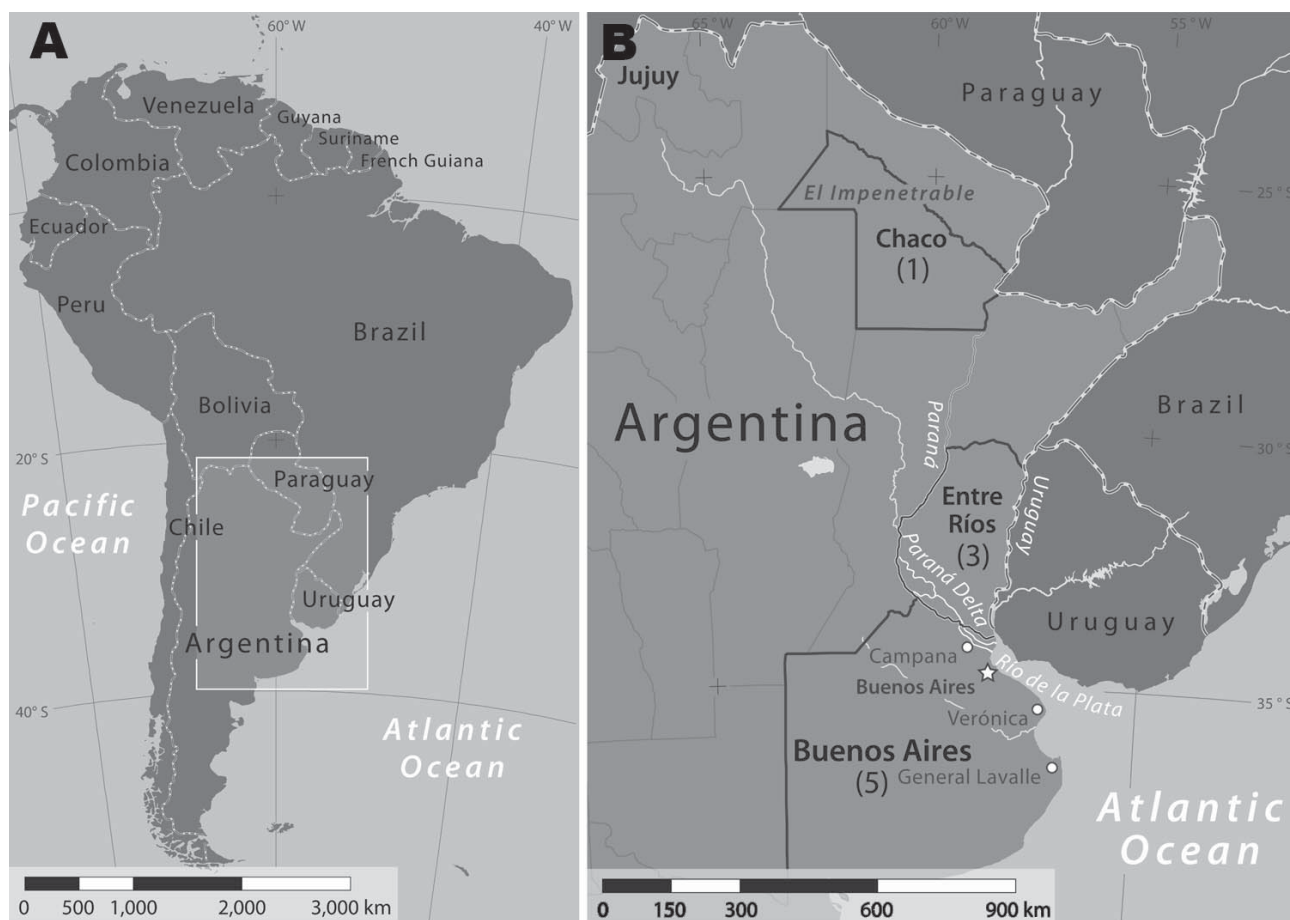 A
60° W
40° W
Venezuela
Guyana
Suriname
French Guiana
Colombia
Ecuador
Peru
Brazil
Bolivia
20° S
Paraguay
Pacific
Ocean
Chile
Uruguay
Argentina
40° S
Atlantic
Ocean
0 500 1,000 2,000 3,000 km
B
65° W
60° W
55° W
Jujuy
Paraguay
25° S
El Impenetrable
Chaco
(1)
Brazil
Argentina
Paraná
30° S
Entre
Ríos
(3)
Uruguay
Paraná Delta
Uruguay
Campana
Río de la Plata
Buenos Aires
35° S
Verónica
Buenos Aires
(5)
General Lavalle
Atlantic
Ocean
0 150 300 600 900 km